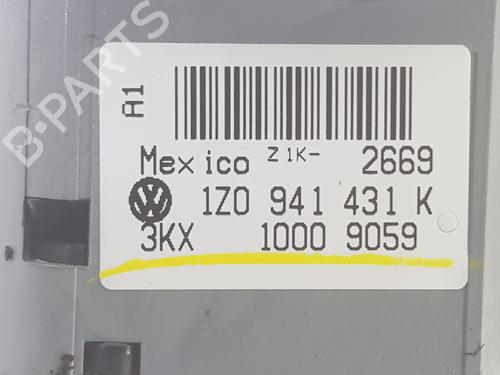 A1
Mexico Z1K- 2669
1Z0 941 431 K
3KX 1000 9059
B-PARTS